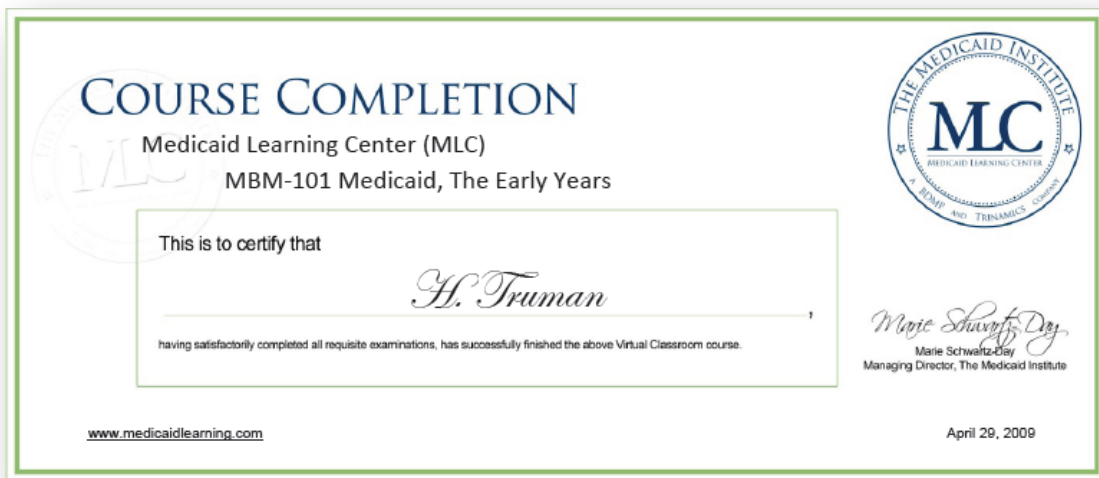 COURSE COMPLETION
Medicaid Learning Center (MLC)
MBM-101 Medicaid, The Early Years
This is to certify that
H. Truman
,
having satisfactorily completed all requisite examinations, has successfully finished the above Virtual Classroom course.
THE MEDICAID INSTITUTE
MLC
MEDICAID LEARNING CENTER
A BDMP AND TRINAMICS COMPANY
Marie Schwartz-Day
Marie Schwartz-Day
Managing Director, The Medicaid Institute
www.medicaidlearning.com
April 29, 2009
MLC